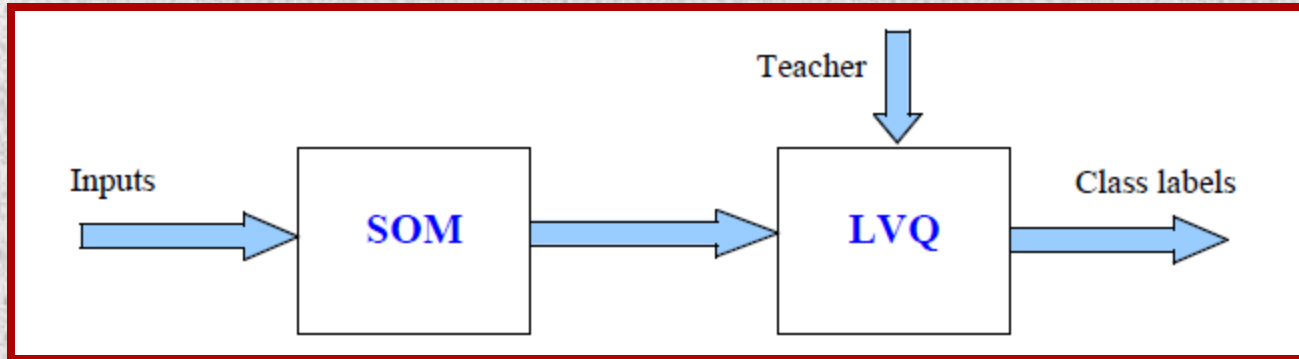 Teacher
Inputs
Class labels
SOM
LVQ